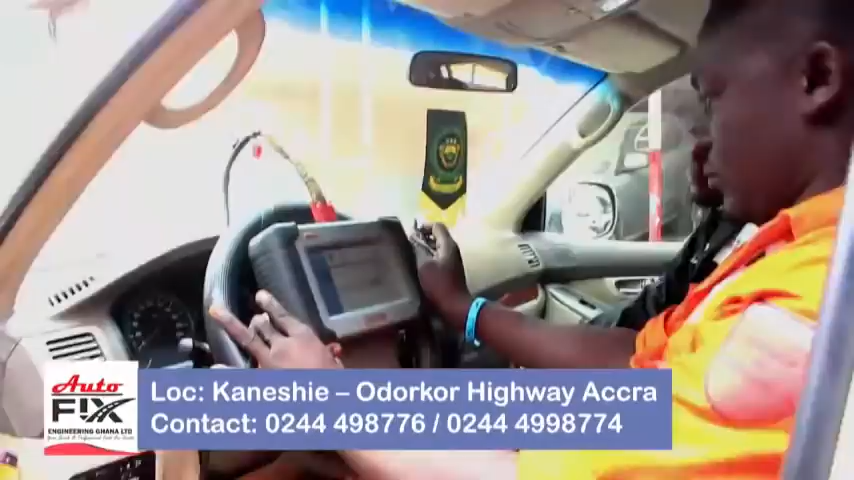 Loc: Kaneshie – Odorkor Highway Accra
Contact: 0244 498776 / 0244 4998774
Auto
FIX
ENGINEERING GHANA LTD